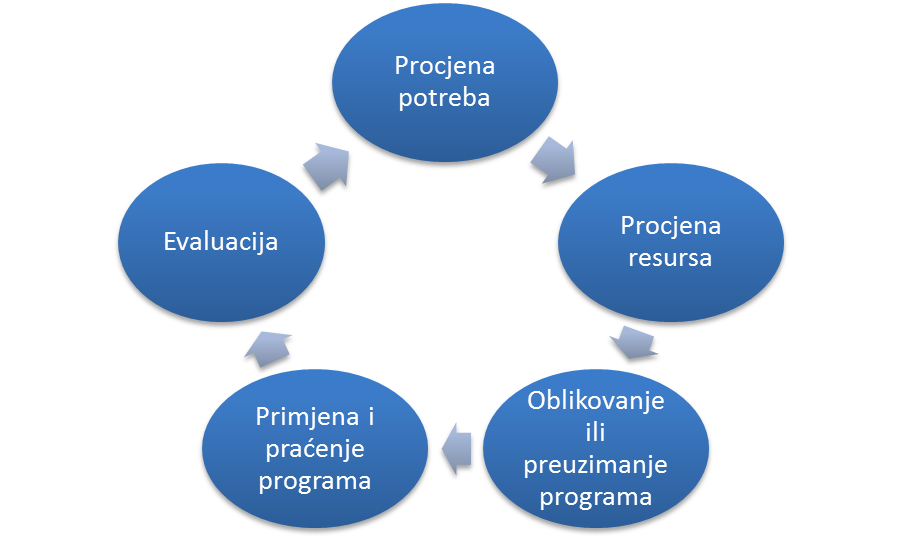 Procjena
potreba
Procjena
resursa
Oblikovanje
ili
preuzimanje
programa
Primjena i
praćenje
programa
Evaluacija